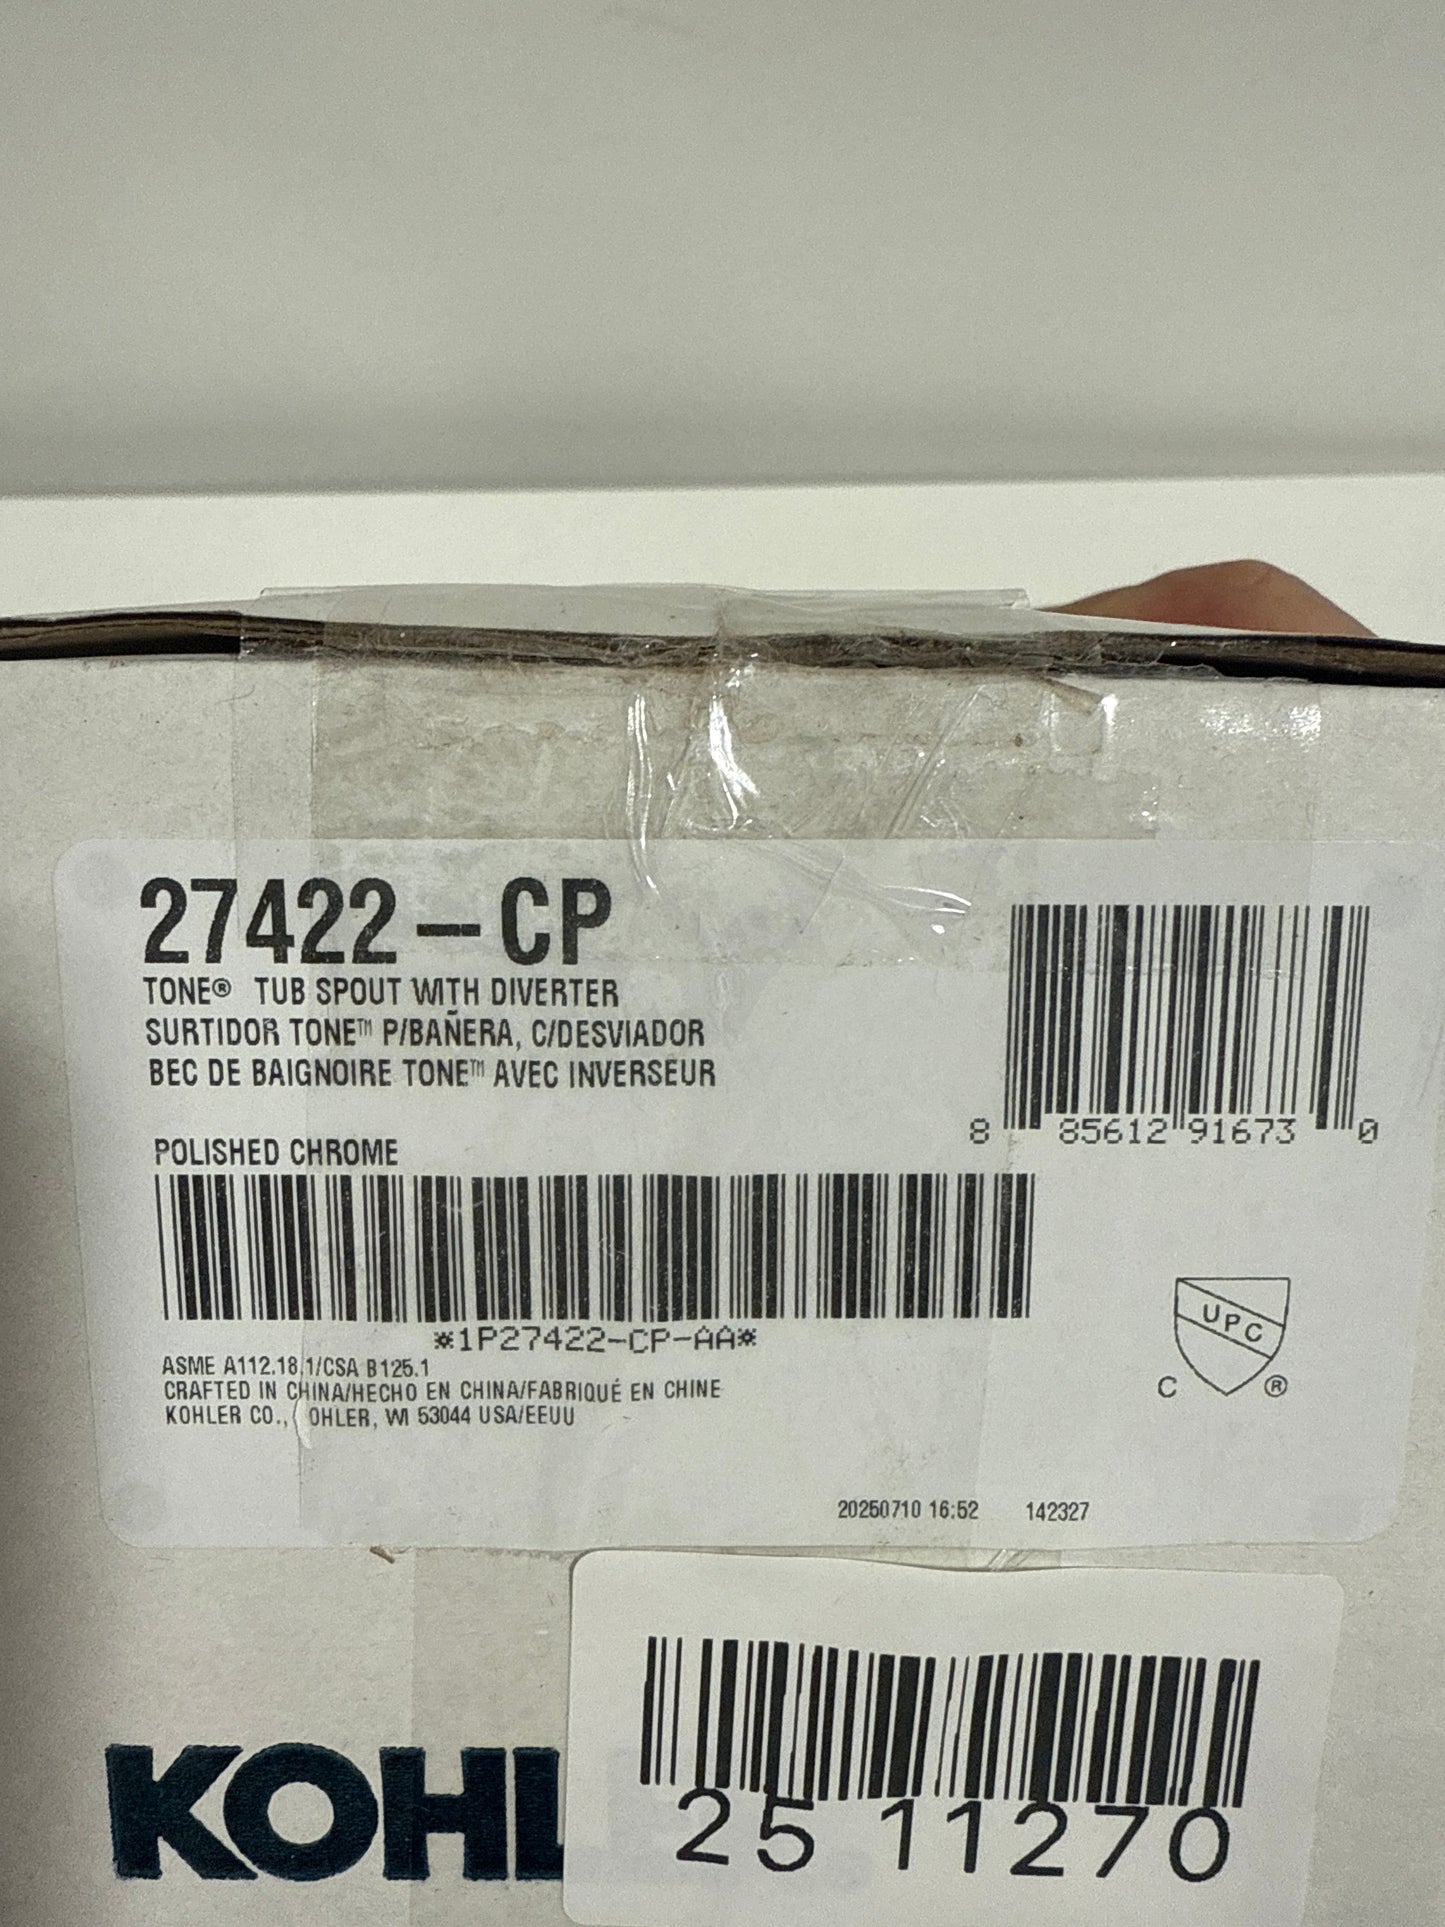 27422-CP
TONE® TUB SPOUT WITH DIVERTER
SURTIDOR TONE™ P/BAÑERA, C/DESVIADOR
BEC DE BAIGNOIRE TONE™ AVEC INVERSEUR
8 85612 91673 0
POLISHED CHROME
*1P27422-CP-AA*
ASME A112.18.1/CSA B125.1
CRAFTED IN CHINA/HECHO EN CHINA/FABRIQUÉ EN CHINE
KOHLER CO., OHLER, WI 53044 USA/EEUU
UPC
C ®
20250710 16:52 142327
KOHL
25 11270